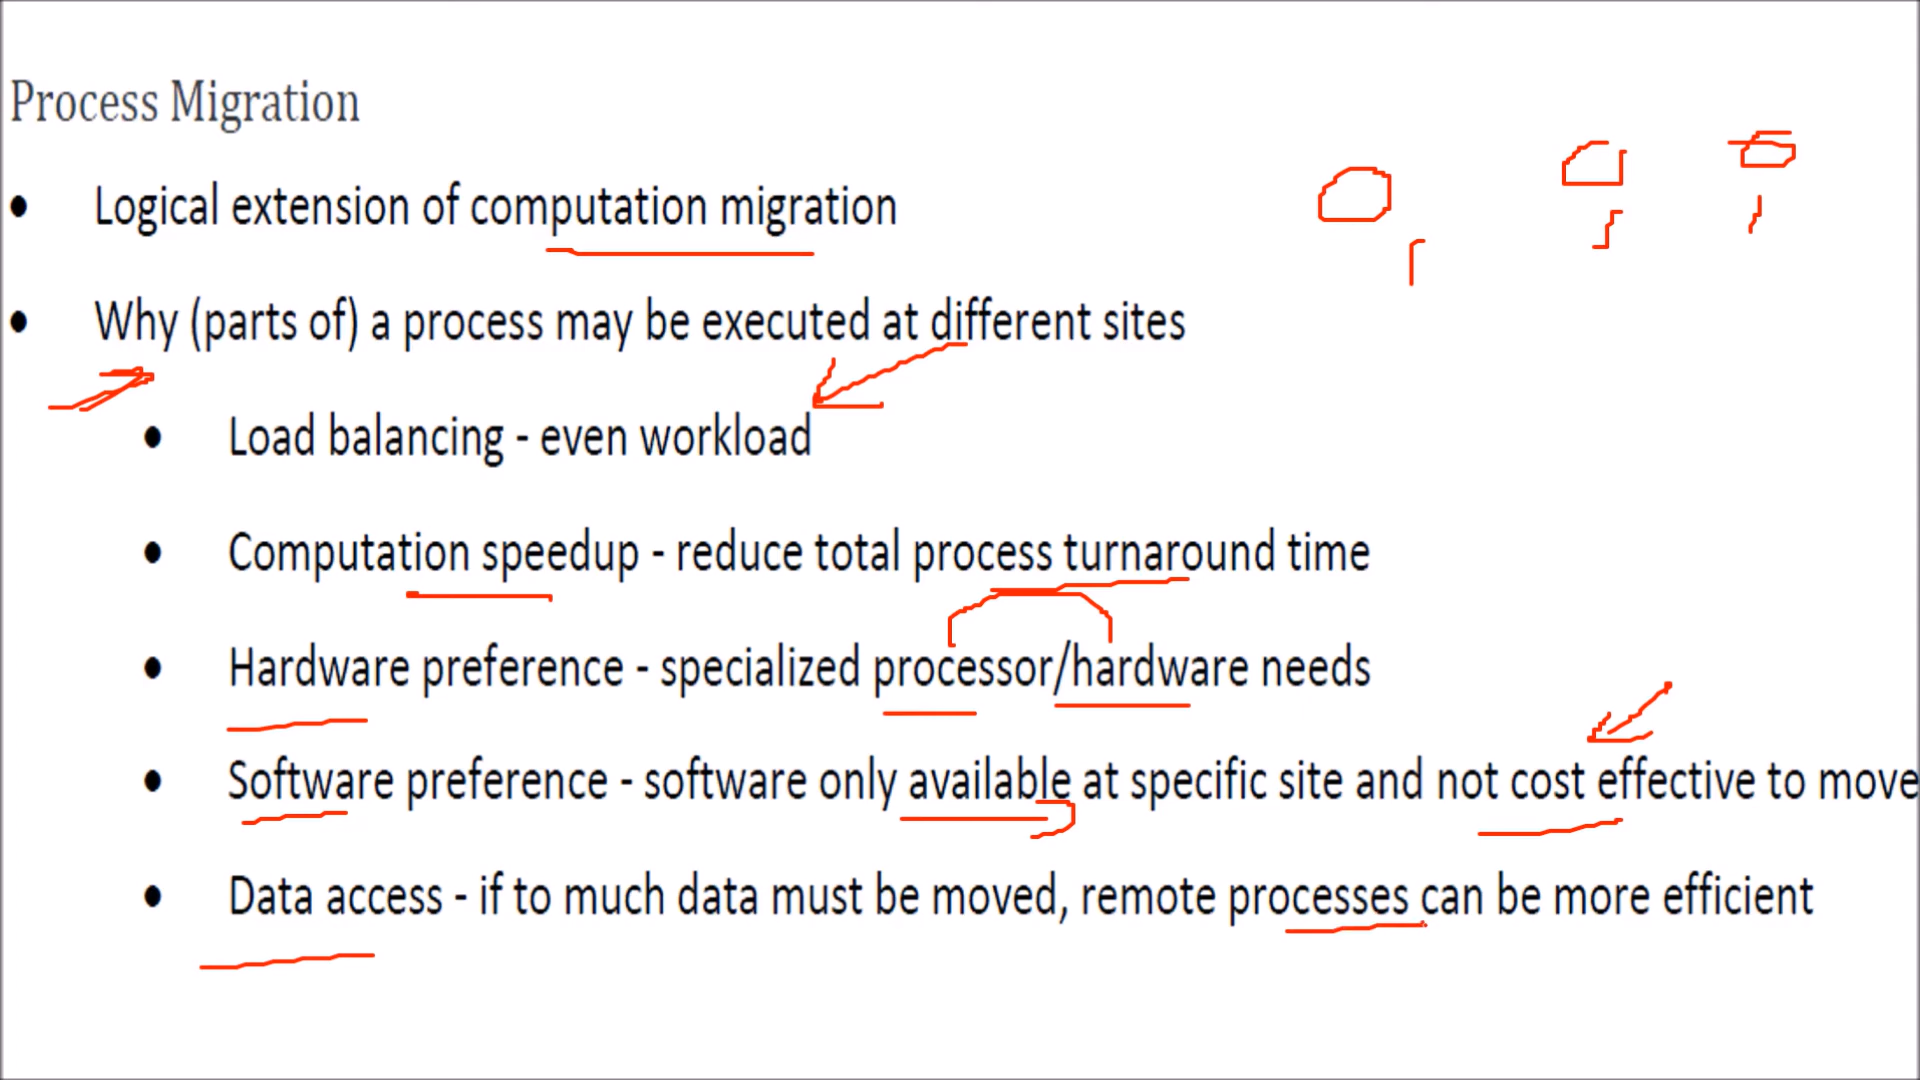 Process Migration
• Logical extension of computation migration
• Why (parts of) a process may be executed at different sites
• Load balancing - even workload
• Computation speedup - reduce total process turnaround time
• Hardware preference - specialized processor/hardware needs
• Software preference - software only available at specific site and not cost effective to move
• Data access - if to much data must be moved, remote processes can be more efficient